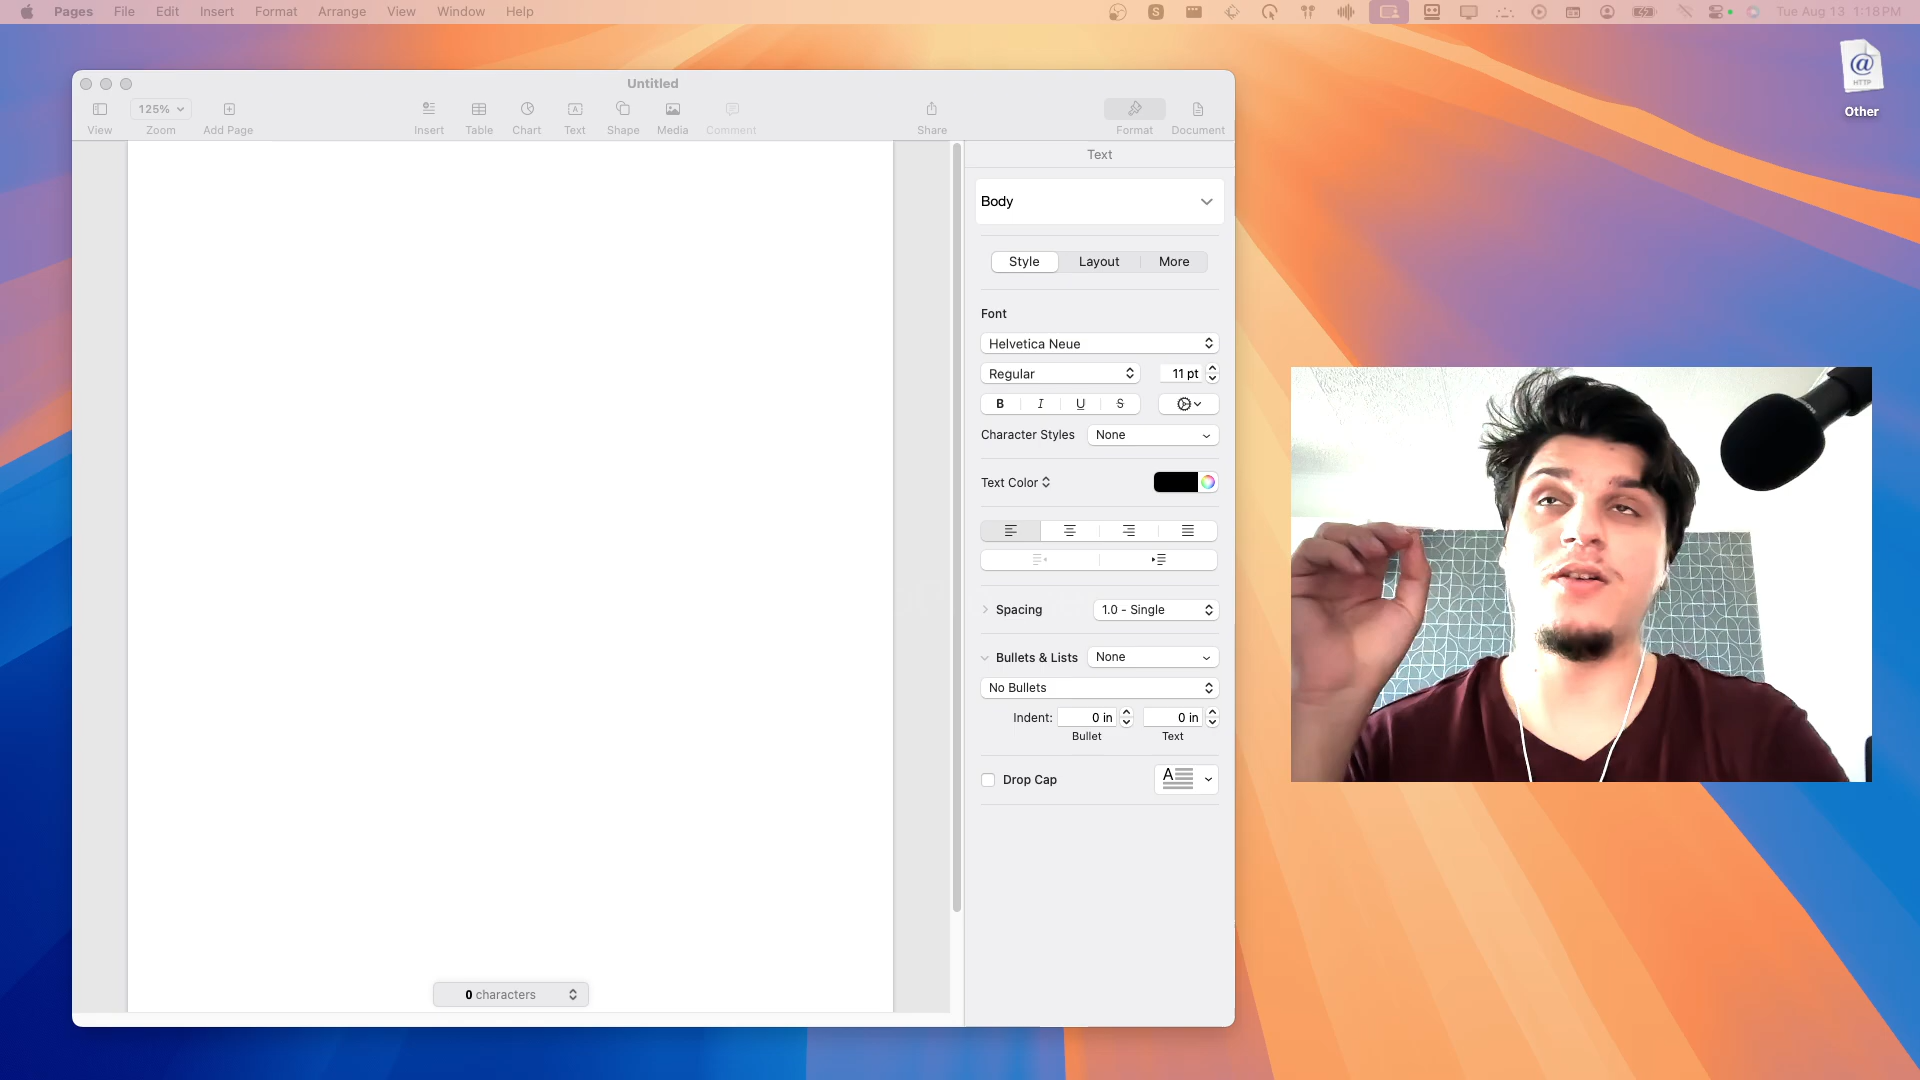 Pages File Edit Insert Format Arrange View Window Help
Tue Aug 13 1:18 PM
HTTP
Other
Untitled
125%
View Zoom Add Page Insert Table Chart Text Shape Media Comment Share Format Document
Text
Body
Style Layout More
Font
Helvetica Neue
Regular 11 pt
B I U S
Character Styles None
Text Color
Spacing 1.0 - Single
Bullets & Lists None
No Bullets
Indent: 0 in 0 in
Bullet Text
Drop Cap A
0 characters